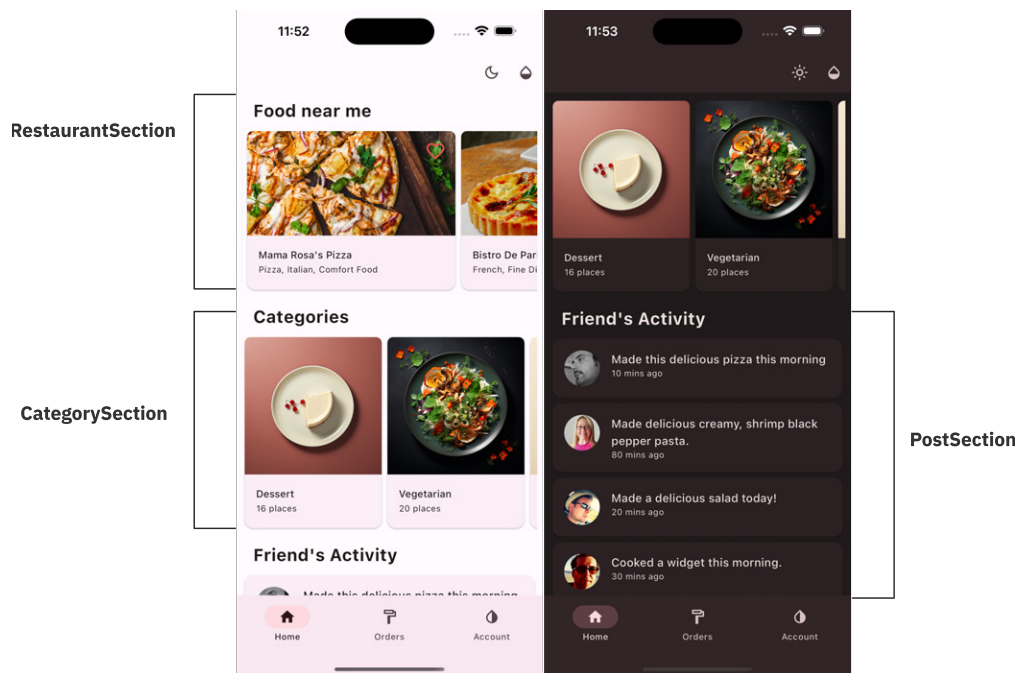 RestaurantSection
CategorySection
11:52
Food near me
Mama Rosa's Pizza
Pizza, Italian, Comfort Food
Bistro De Par
French, Fine Di
Categories
Dessert
16 places
Vegetarian
20 places
Friend's Activity
Made this delicious pizza this morning
Home
Orders
Account
11:53
Dessert
16 places
Vegetarian
20 places
Friend's Activity
Made this delicious pizza this morning
10 mins ago
Made delicious creamy, shrimp black
pepper pasta.
80 mins ago
Made a delicious salad today!
20 mins ago
Cooked a widget this morning.
30 mins ago
Home
Orders
Account
PostSection